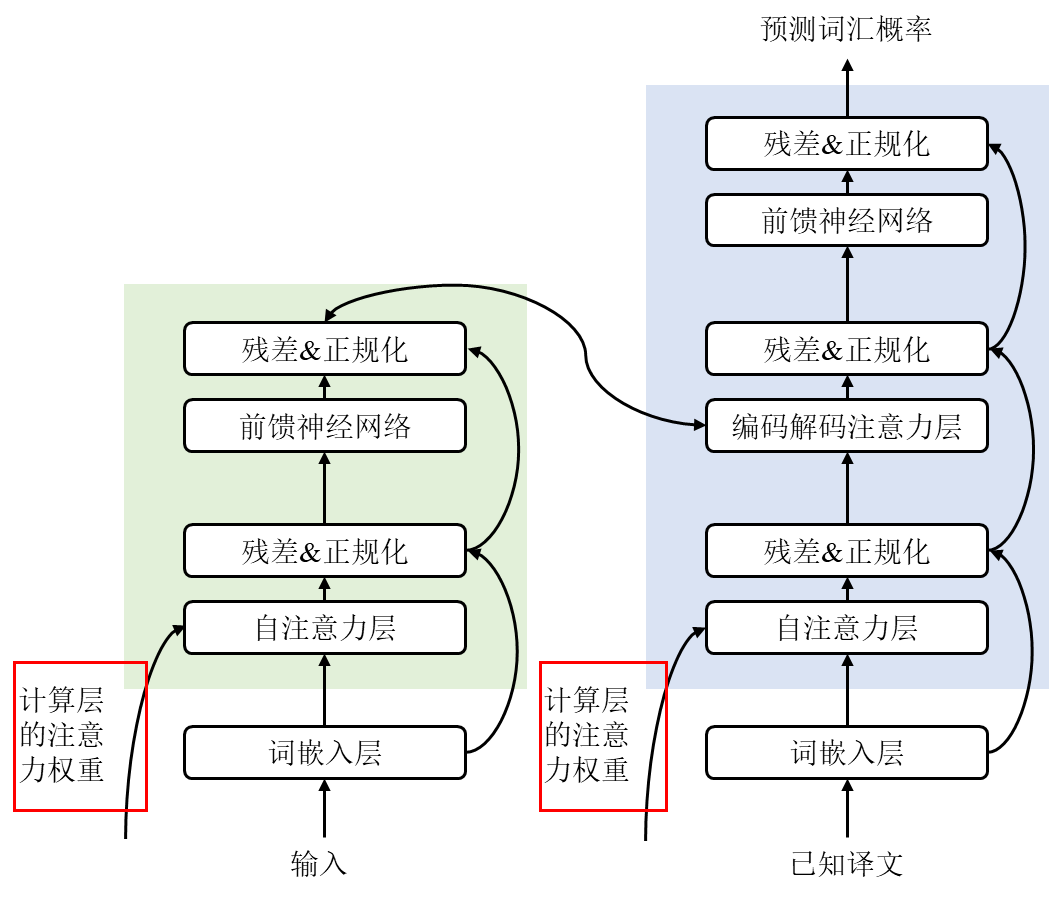 预测词汇概率
残差&正规化
前馈神经网络
残差&正规化
编码解码注意力层
残差&正规化
自注意力层
词嵌入层
已知译文
计算层
的注意
力权重
残差&正规化
前馈神经网络
残差&正规化
自注意力层
词嵌入层
输入
计算层
的注意
力权重